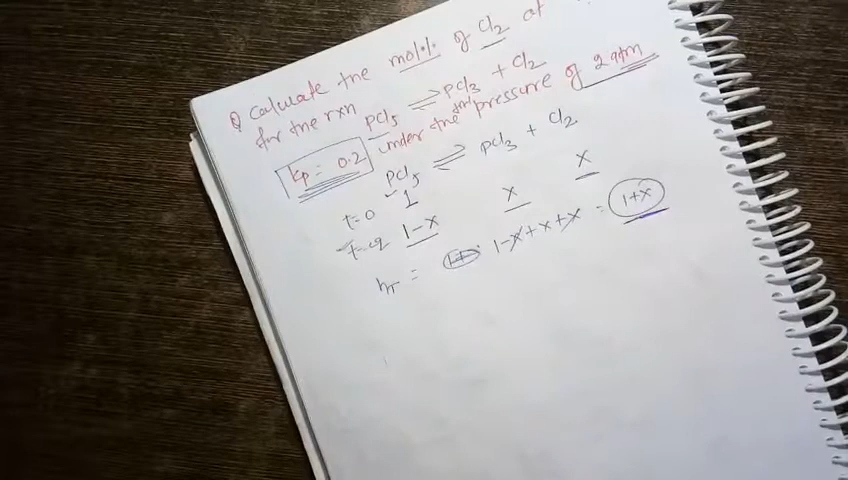 Q Calculate the mol% of Cl2 at
for the rxn PCl5 ⇌ PCl3 + Cl2
Kp = 0.2 under the pressure of 2 atm
PCl5 ⇌ PCl3 + Cl2
t=0 1
t=eq 1-x x x
nT = 1-x+x+x = 1+x